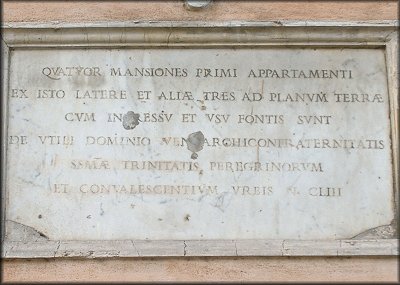 QVATVOR MANSIONES PRIMI APPARTAMENTI
EX ISTO LATERE ET ALIÆ TRES AD PLANVM TERRÆ
CVM INGRESSV ET VSV FONTIS SVNT
DE VTILI DOMINIO VEN ARCHICONFRATERNITATIS
SSMÆ TRINITATIS PEREGRINORVM
ET CONVALESCENTIVM VRBIS N CLIII